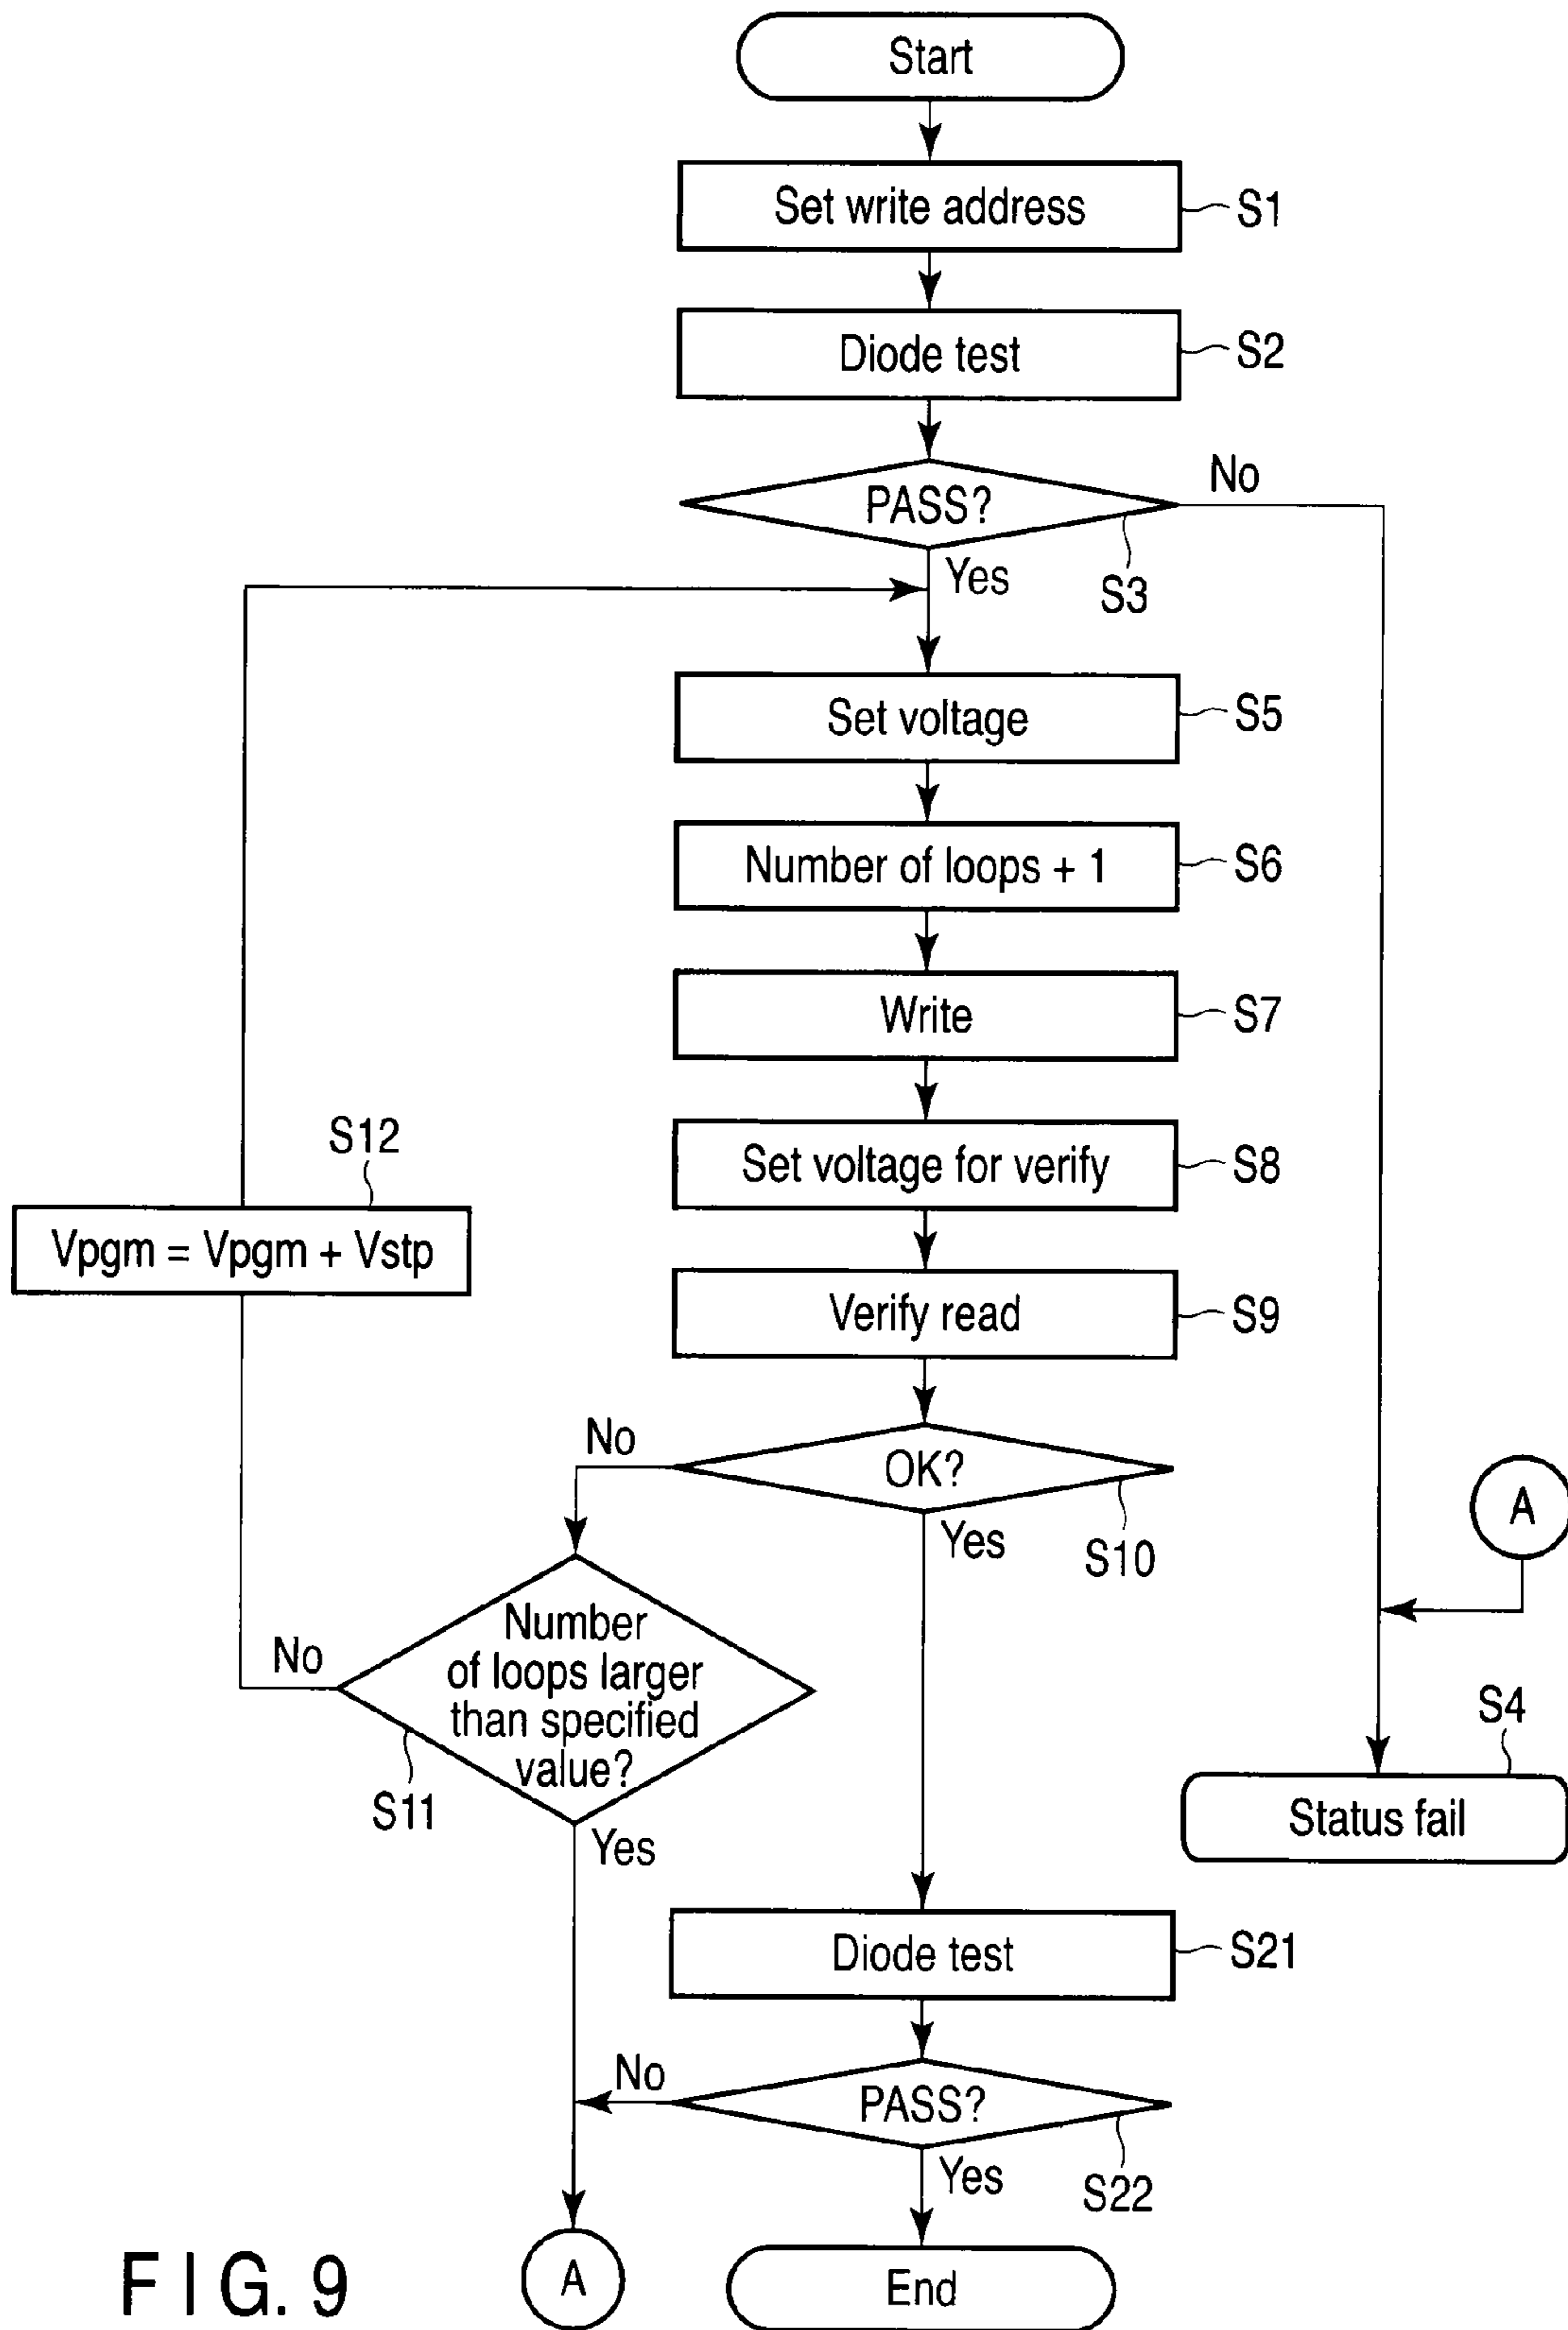 Start
Set write address
S1
Diode test
S2
PASS?
No
Yes
S3
Set voltage
S5
Number of loops + 1
S6
Write
S7
S12
Set voltage for verify
S8
Vpgm = Vpgm + Vstp
Verify read
S9
No
OK?
Yes
S10
A
Number
of loops larger
than specified
value?
No
S11
Yes
S4
Status fail
Diode test
S21
No
PASS?
Yes
S22
A
End
FIG. 9